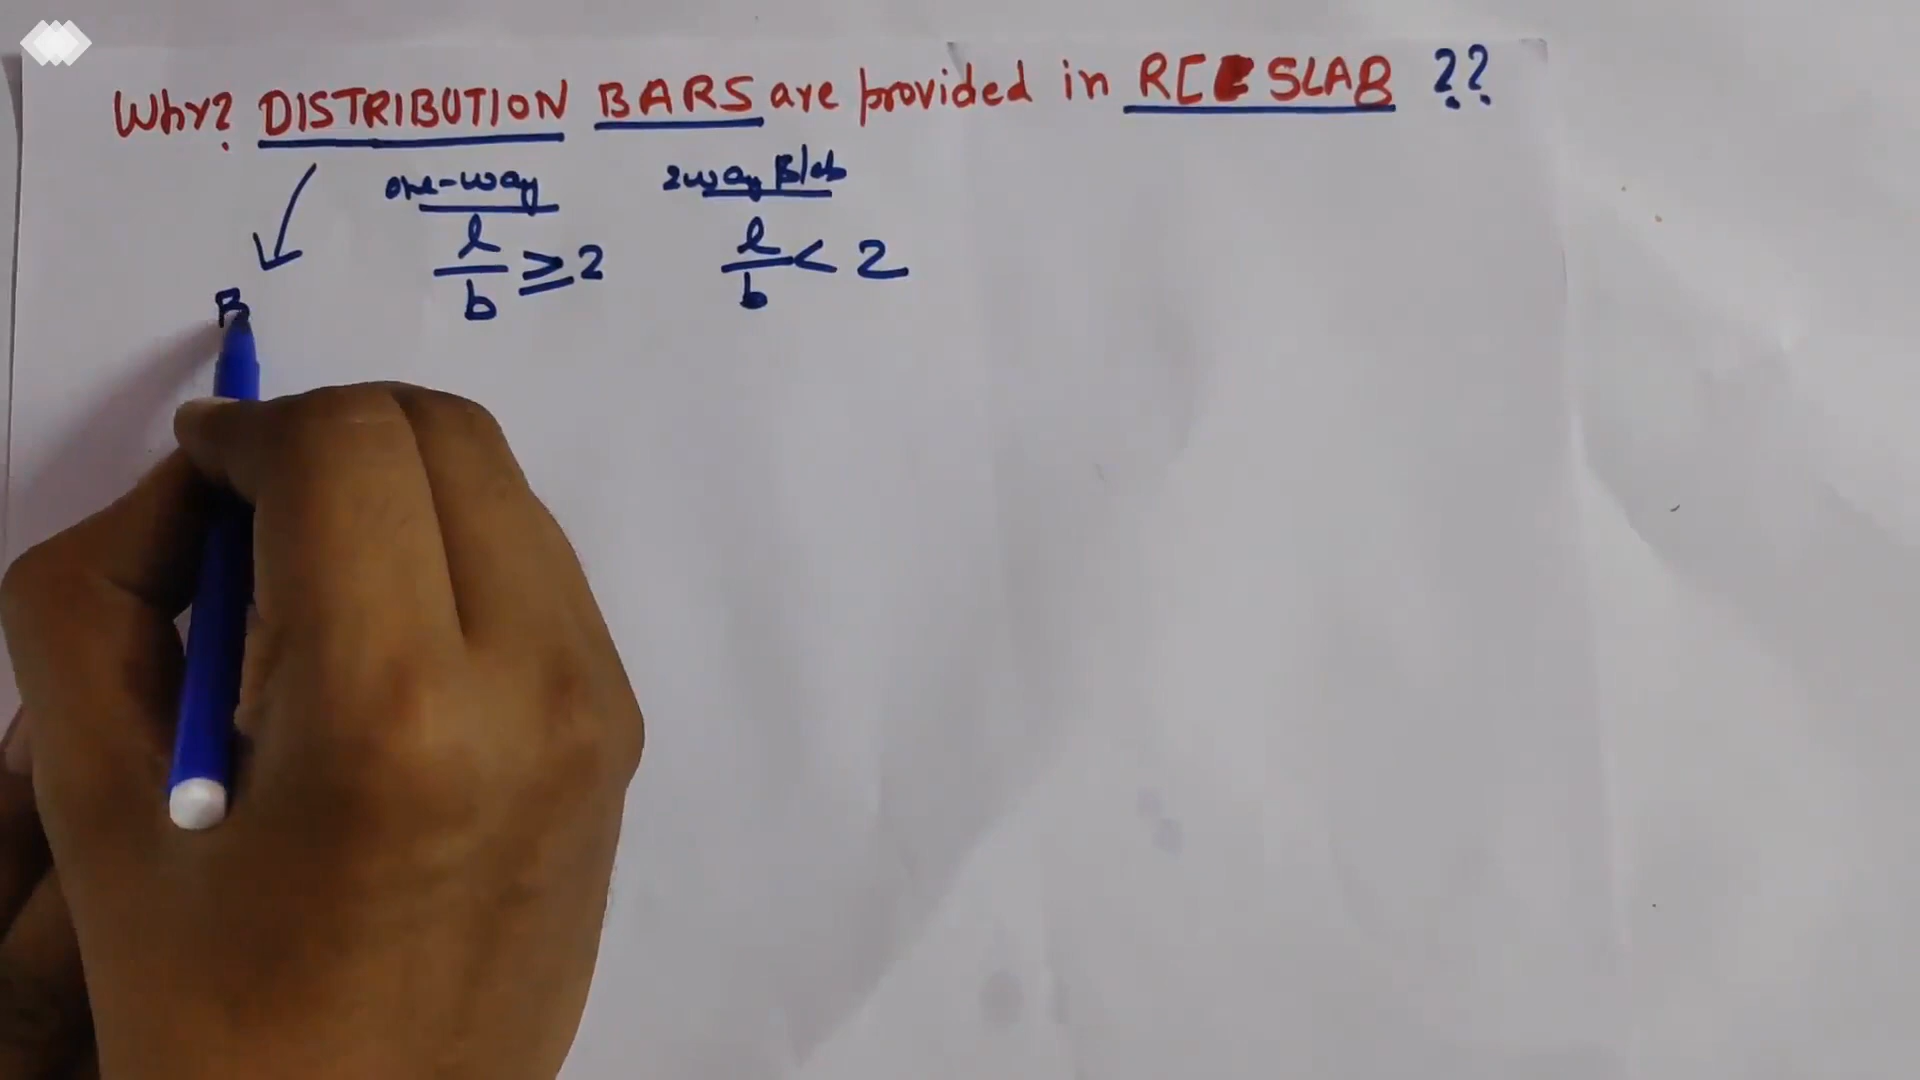 Why? DISTRIBUTION BARS are provided in RCC SLAB ??
one-way 2way Slab
l/b ≥ 2 l/b < 2
B